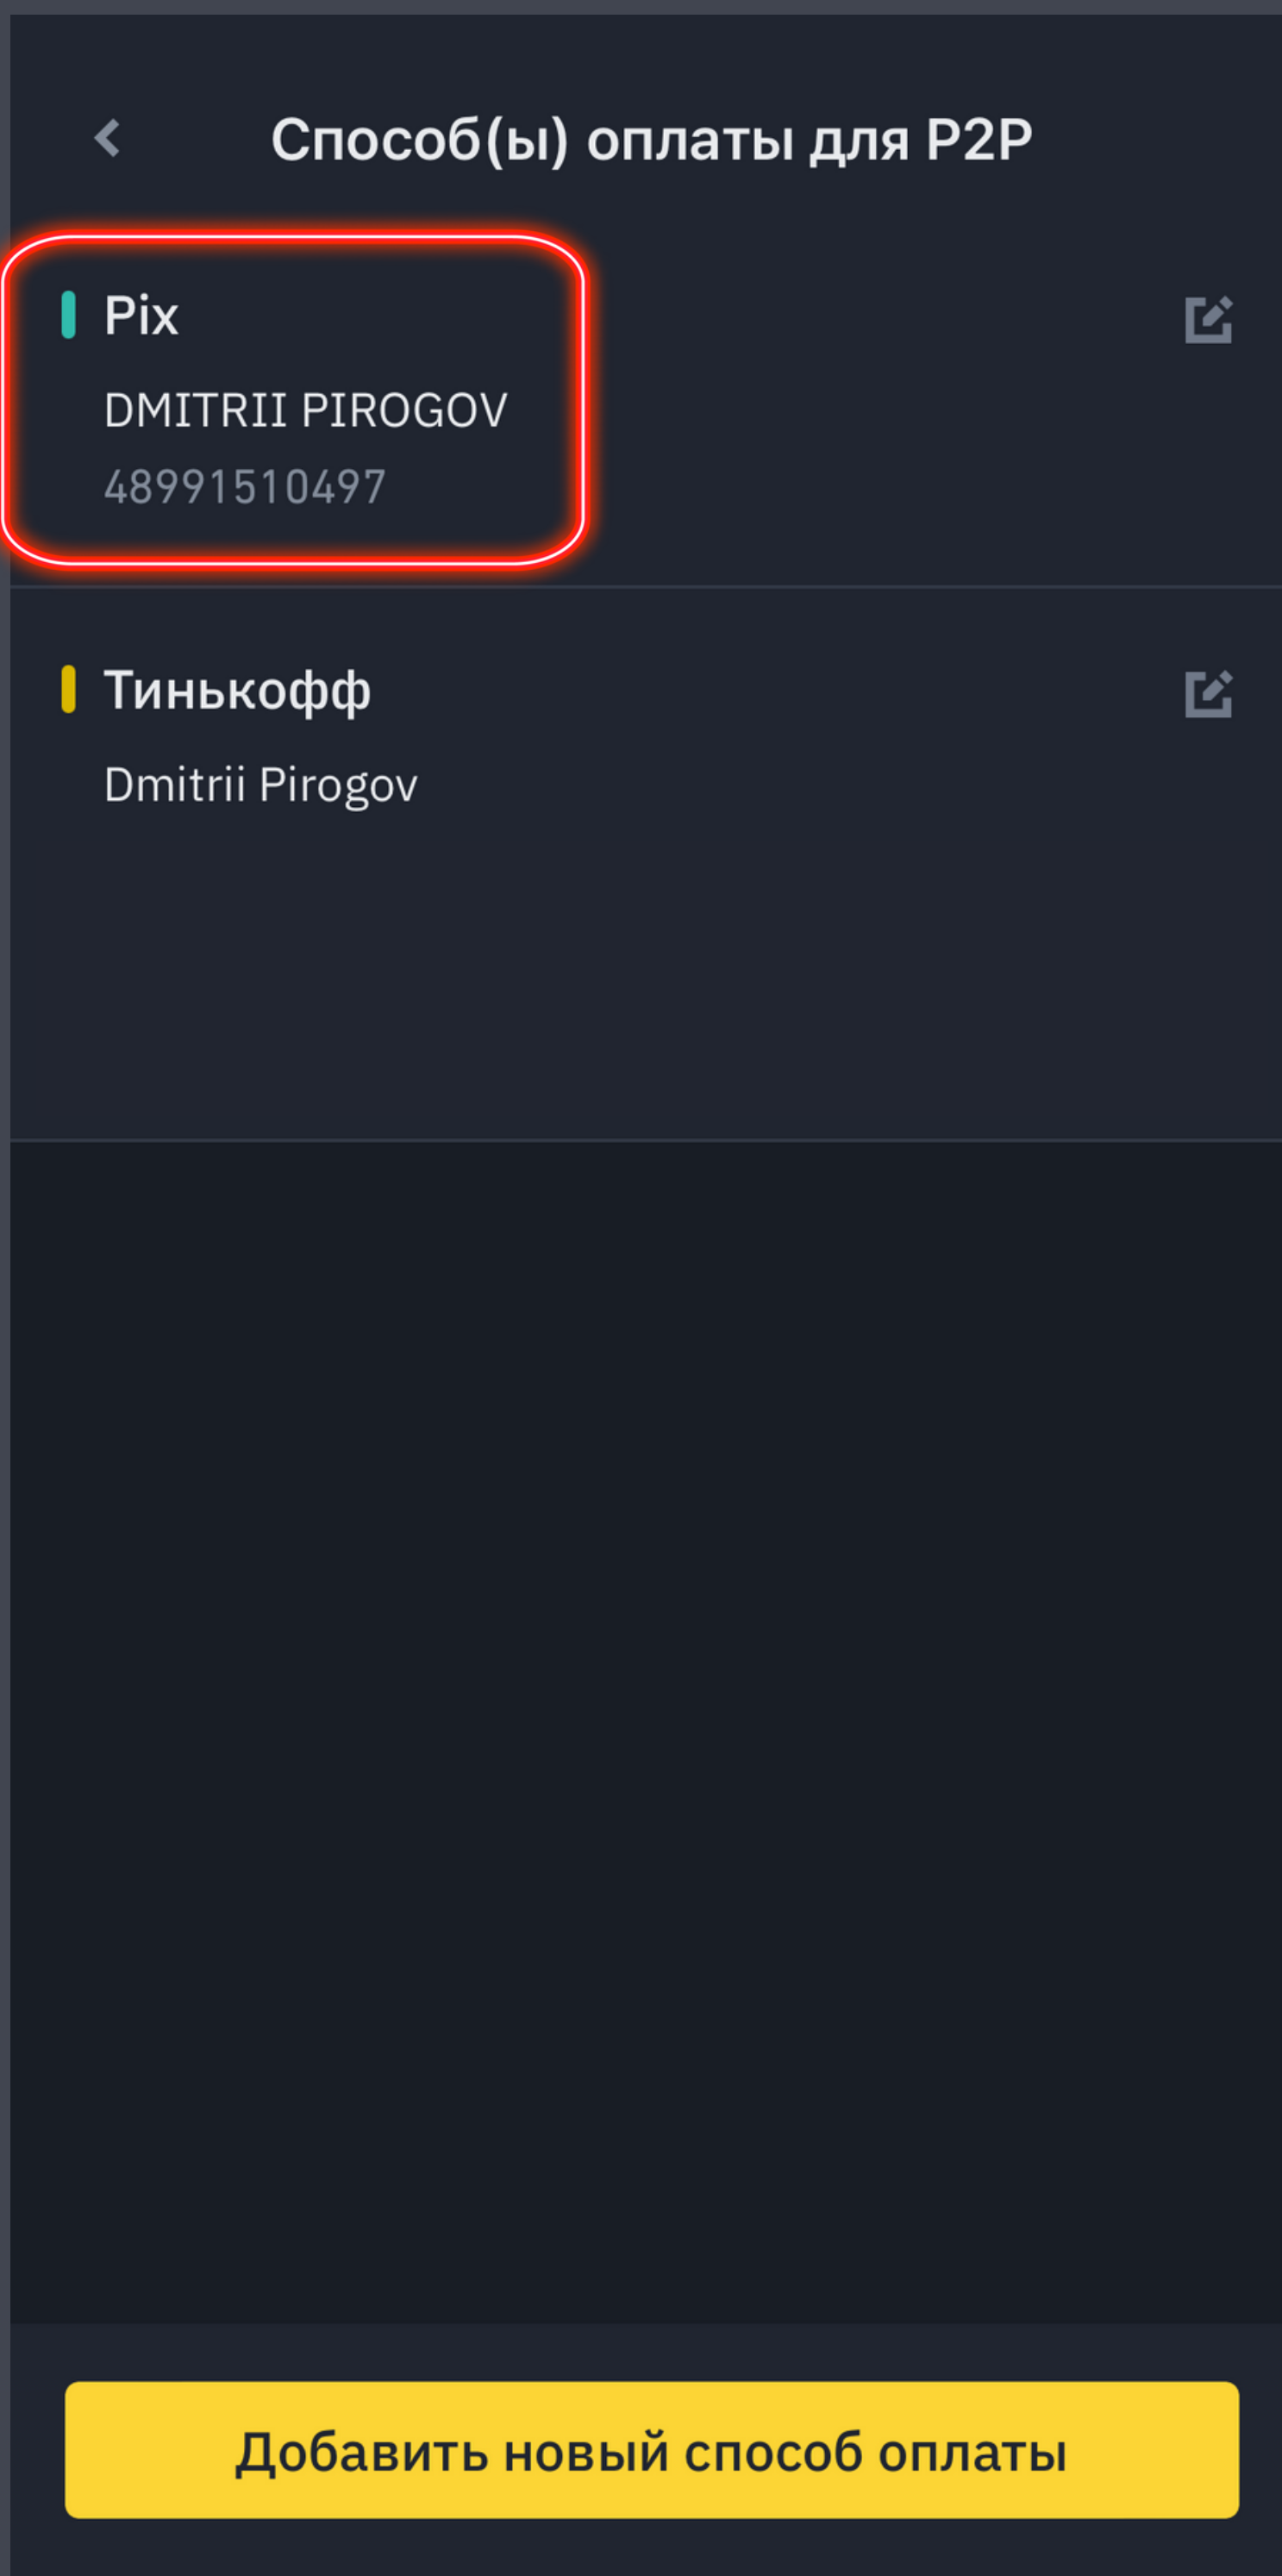 Способ(ы) оплаты для P2P
Pix
DMITRII PIROGOV
48991510497
Тинькофф
Dmitrii Pirogov
Добавить новый способ оплаты